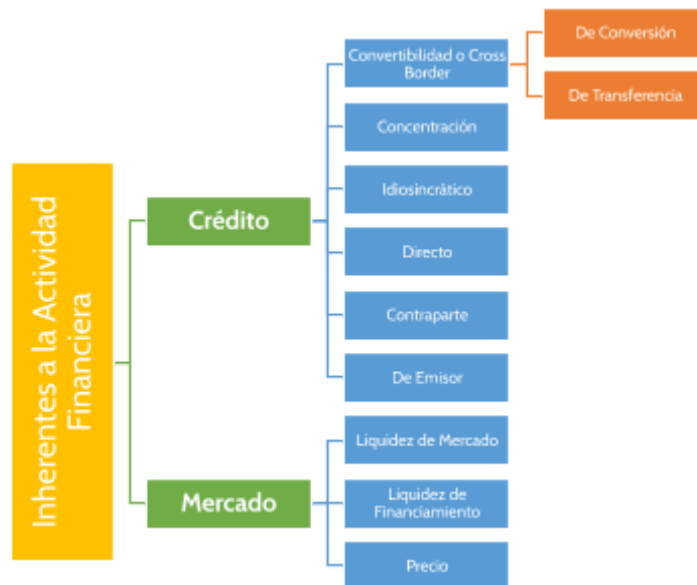 Inherentes a la Actividad
Financiera
Crédito
Convertibilidad o Cross
Border
De Conversión
De Transferencia
Concentración
Idiosincrático
Directo
Contraparte
De Emisor
Mercado
Liquidez de Mercado
Liquidez de
Financiamiento
Precio